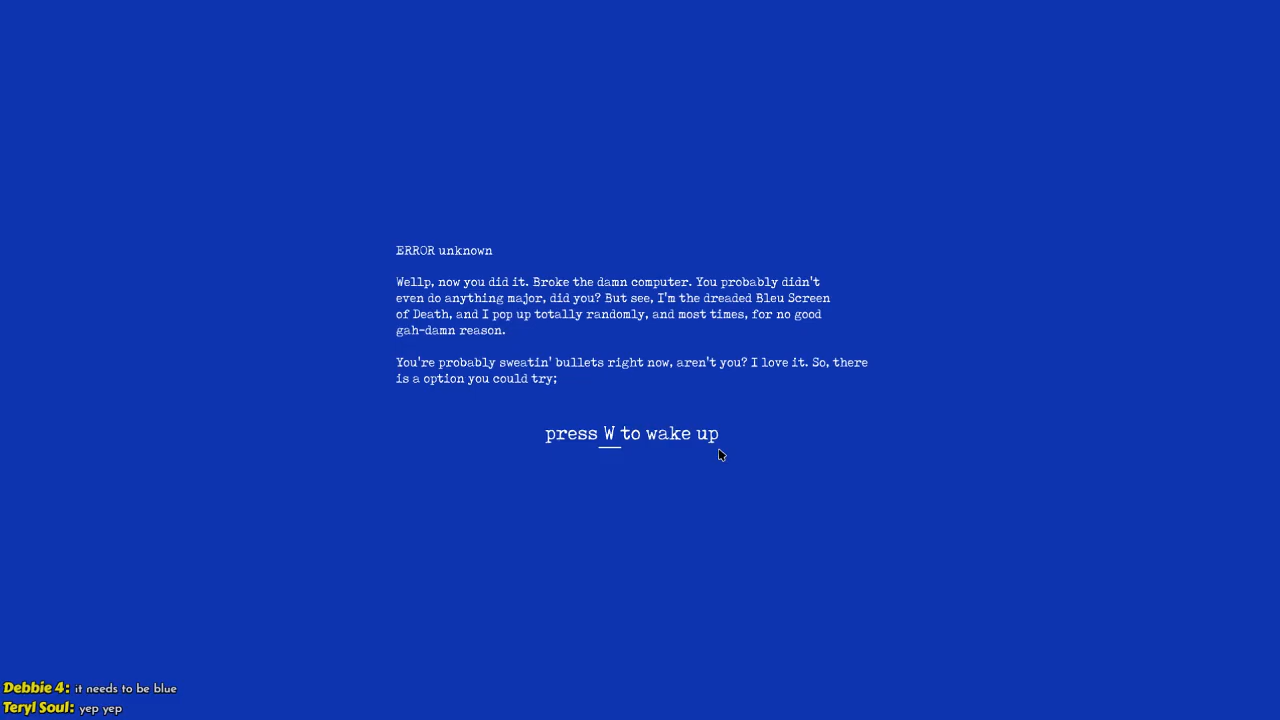 ERROR unknown
Wellp, now you did it. Broke the damn computer. You probably didn't
even do anything major, did you? But see, I'm the dreaded Bleu Screen
of Death, and I pop up totally randomly, and most times, for no good
gah-damn reason.
You're probably sweatin' bullets right now, aren't you? I love it. So, there
is a option you could try;
press W to wake up
Debbie 4: it needs to be blue
Teryl Soul: yep yep